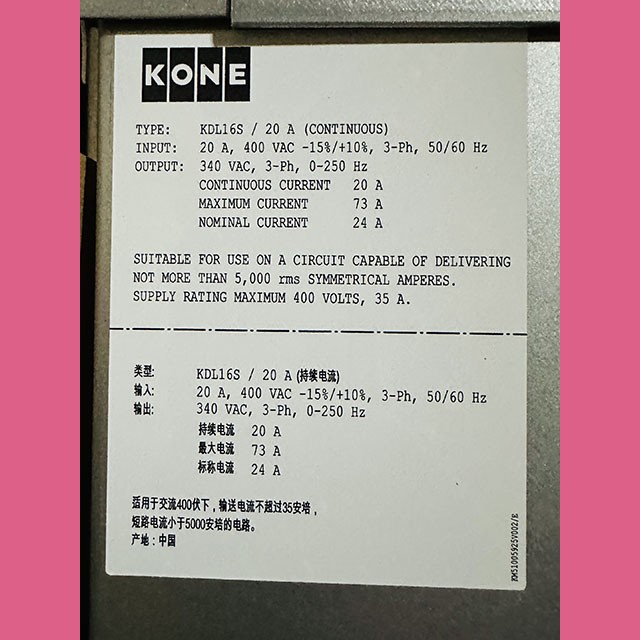 KONE
TYPE: KDL16S / 20 A (CONTINUOUS)
INPUT: 20 A, 400 VAC -15%/+10%, 3-Ph, 50/60 Hz
OUTPUT: 340 VAC, 3-Ph, 0-250 Hz
CONTINUOUS CURRENT 20 A
MAXIMUM CURRENT 73 A
NOMINAL CURRENT 24 A
SUITABLE FOR USE ON A CIRCUIT CAPABLE OF DELIVERING
NOT MORE THAN 5,000 rms SYMMETRICAL AMPERES.
SUPPLY RATING MAXIMUM 400 VOLTS, 35 A.
类型: KDL16S / 20 A (持续电流)
输入: 20 A, 400 VAC -15%/+10%, 3-Ph, 50/60 Hz
输出: 340 VAC, 3-Ph, 0-250 Hz
持续电流 20 A
最大电流 73 A
标称电流 24 A
适用于交流400伏下，输送电流不超过35安培，
短路电流小于5000安培的电路。
产地：中国
KM51005925V002/E